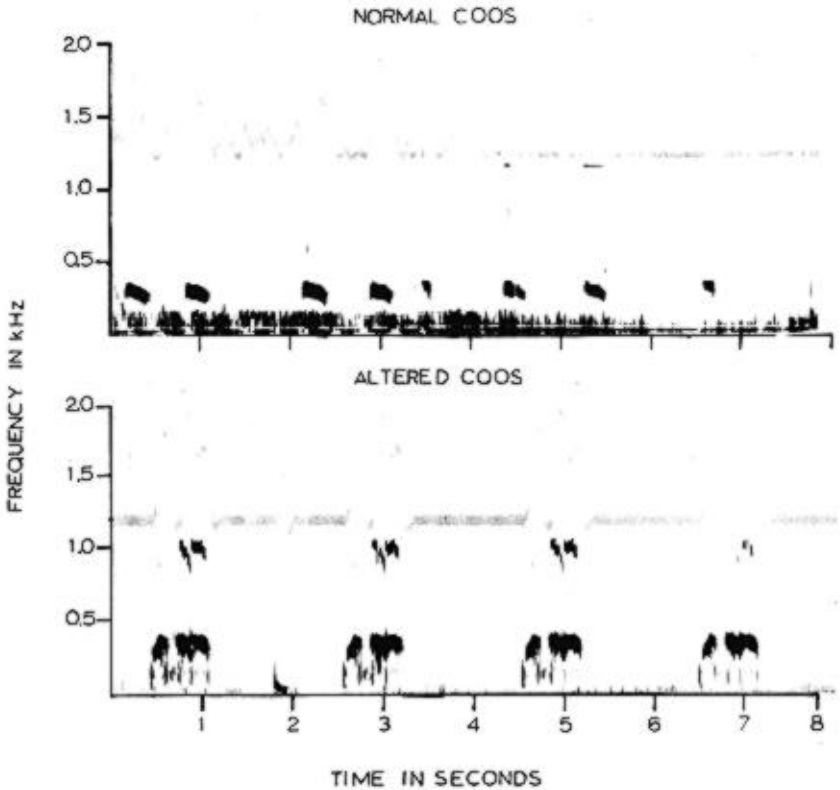 NORMAL COOS
2.0
1.5
1.0
0.5
FREQUENCY IN kHz
ALTERED COOS
2.0
1.5
1.0
0.5
1 2 3 4 5 6 7 8
TIME IN SECONDS